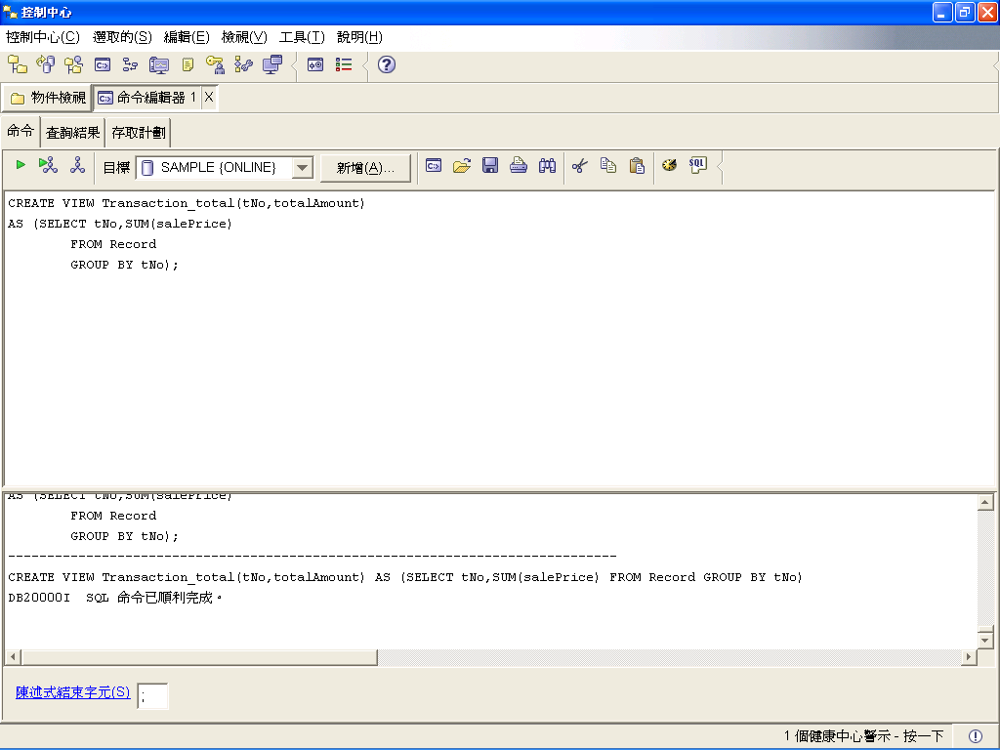 控制中心
控制中心(C) 選取的(S) 編輯(E) 檢視(V) 工具(T) 說明(H)
物件檢視 命令編輯器 1 X
命令 查詢結果 存取計劃
目標 SAMPLE {ONLINE} 新增(A)... SQL
CREATE VIEW Transaction_total(tNo,totalAmount)
AS (SELECT tNo,SUM(salePrice)
FROM Record
GROUP BY tNo);
AS (SELECT tNo,SUM(salePrice)
FROM Record
GROUP BY tNo);
------------------------------------------------------------------------------
CREATE VIEW Transaction_total(tNo,totalAmount) AS (SELECT tNo,SUM(salePrice) FROM Record GROUP BY tNo)
DB20000I  SQL 命令已順利完成。
陳述式結束字元(S) ;
1 個健康中心警示 - 按一下